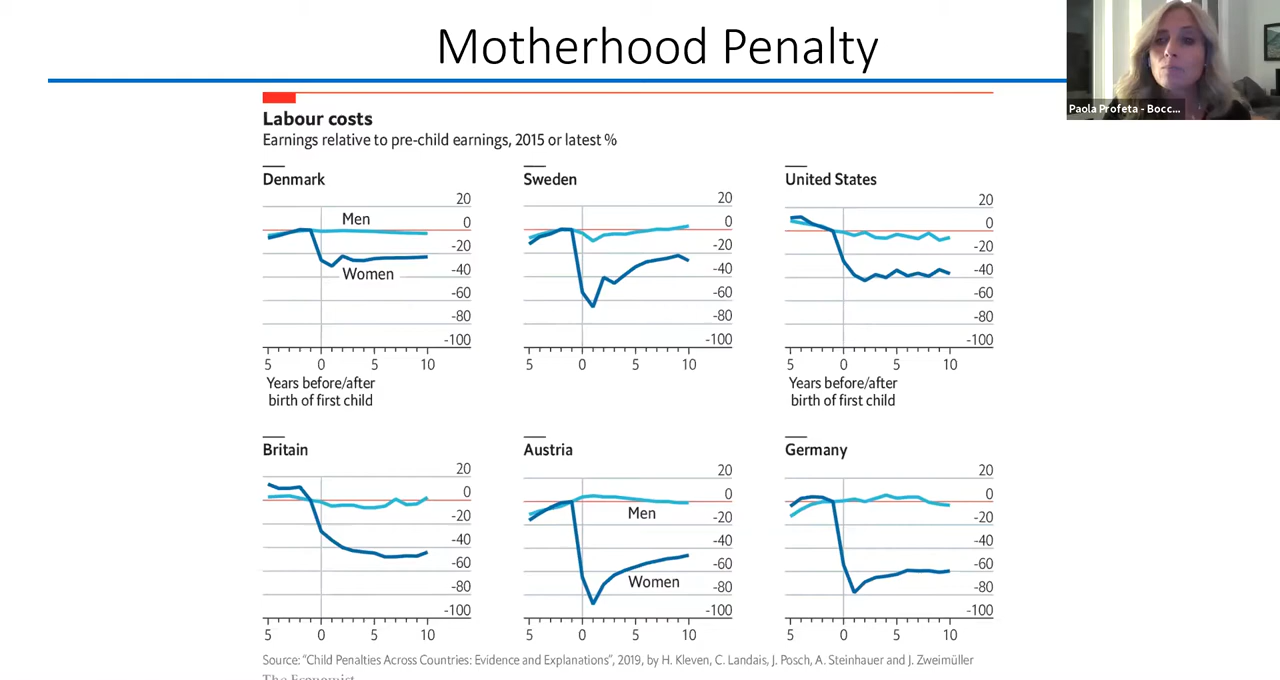 Motherhood Penalty
Paola Profeta - Bocc...
Labour costs
Earnings relative to pre-child earnings, 2015 or latest %
Denmark
20
Men
0
-20
Women
-40
-60
-80
-100
5 0 5 10
Years before/after
birth of first child
Sweden
20
0
-20
-40
-60
-80
-100
5 0 5 10
United States
20
0
-20
-40
-60
-80
-100
5 0 5 10
Years before/after
birth of first child
Britain
20
0
-20
-40
-60
-80
-100
5 0 5 10
Austria
20
0
Men
-20
-40
-60
Women
-80
-100
5 0 5 10
Germany
20
0
-20
-40
-60
-80
-100
5 0 5 10
Source: "Child Penalties Across Countries: Evidence and Explanations", 2019, by H. Kleven, C. Landais, J. Posch, A. Steinhauer and J. Zweimüller
The Economist